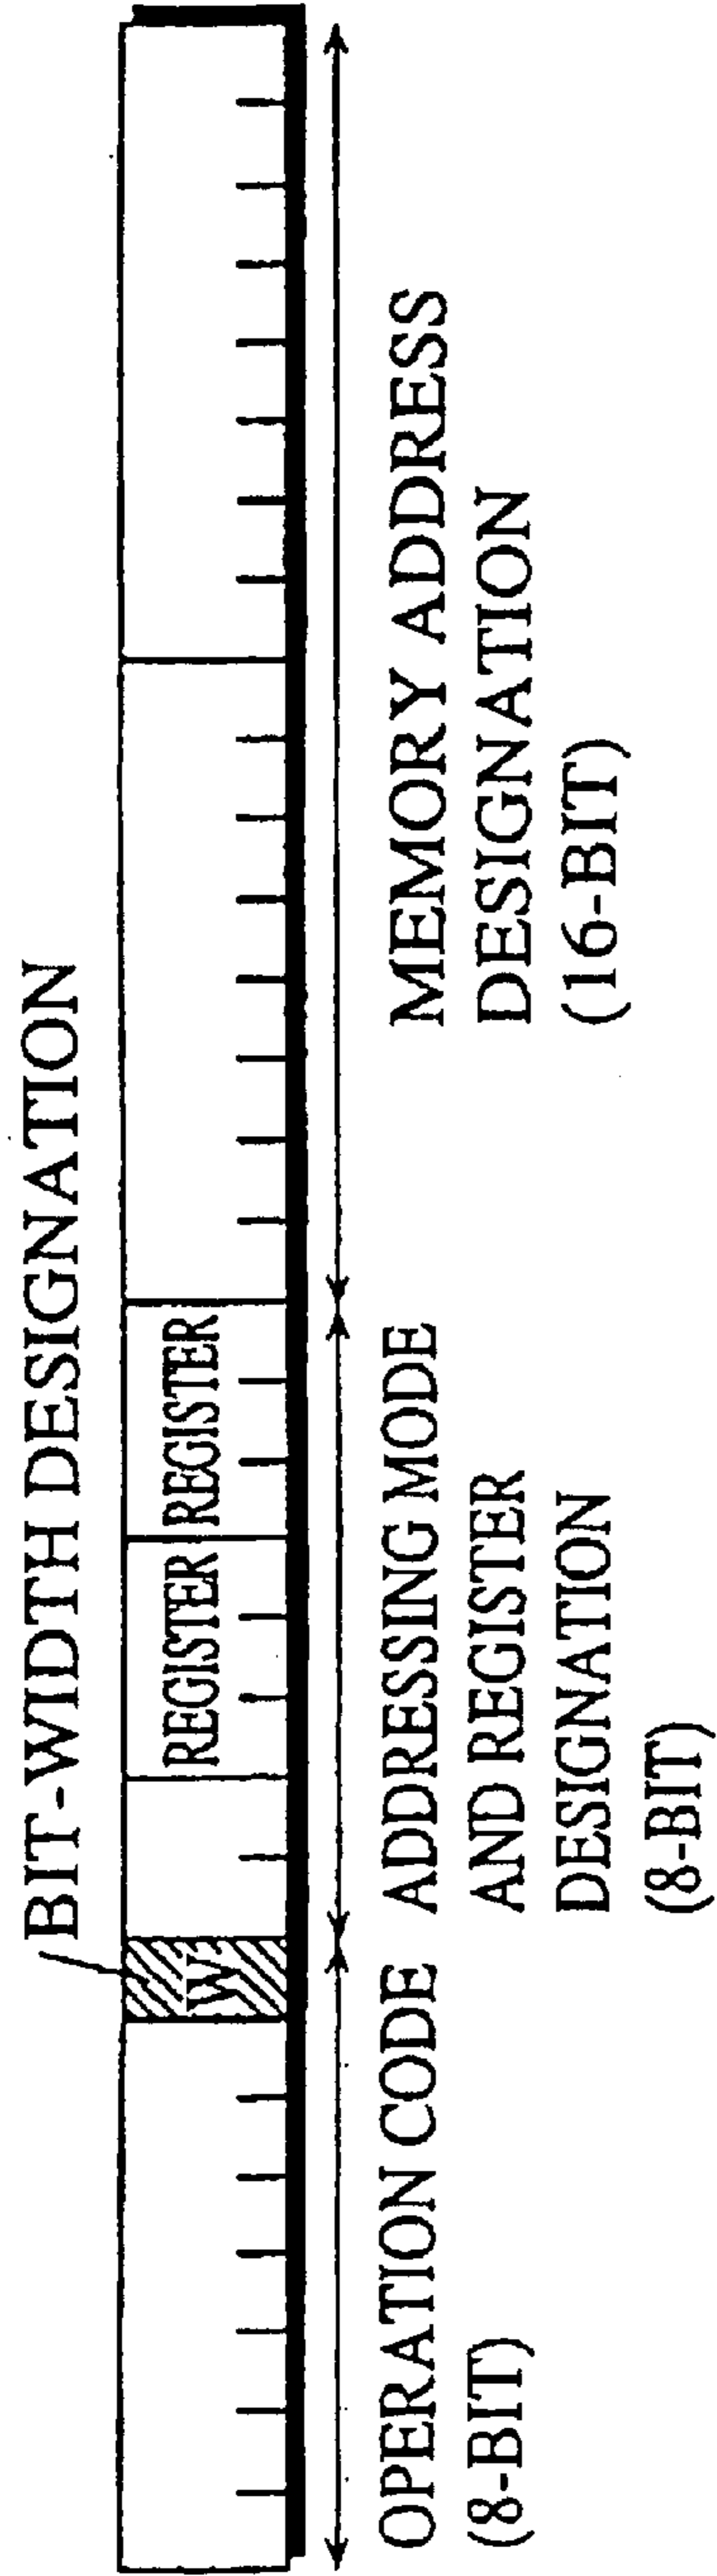 BIT-WIDTH DESIGNATION
W
REGISTER
REGISTER
OPERATION CODE
(8-BIT)
ADDRESSING MODE
AND REGISTER
DESIGNATION
(8-BIT)
MEMORY ADDRESS
DESIGNATION
(16-BIT)